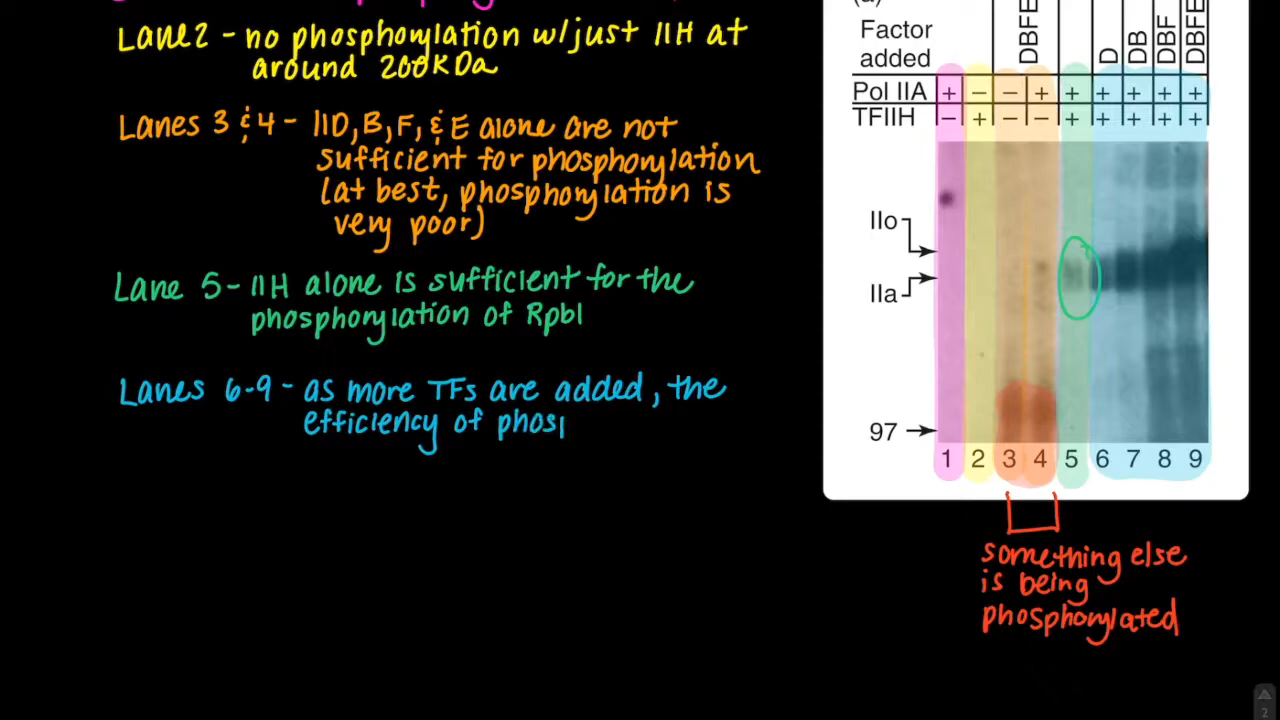 Lane 2 - no phosphorylation w/just IIH at
around 200kDa
Lanes 3 & 4 - IID, B, F, & E alone are not
sufficient for phosphorylation
(at best, phosphorylation is
very poor)
Lane 5 - IIH alone is sufficient for the
phosphorylation of Rpb1
Lanes 6-9 - as more TFs are added, the
efficiency of phos
(a)
Factor
added
DBFE
D
DB
DBF
DBFE
Pol IIA + − − + + + + + +
TFIIH − + − − + + + + +
IIo
IIa
97
1 2 3 4 5 6 7 8 9
something else
is being
phosphorylated
2